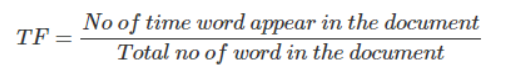 TF = No of time word appear in the document
Total no of word in the document